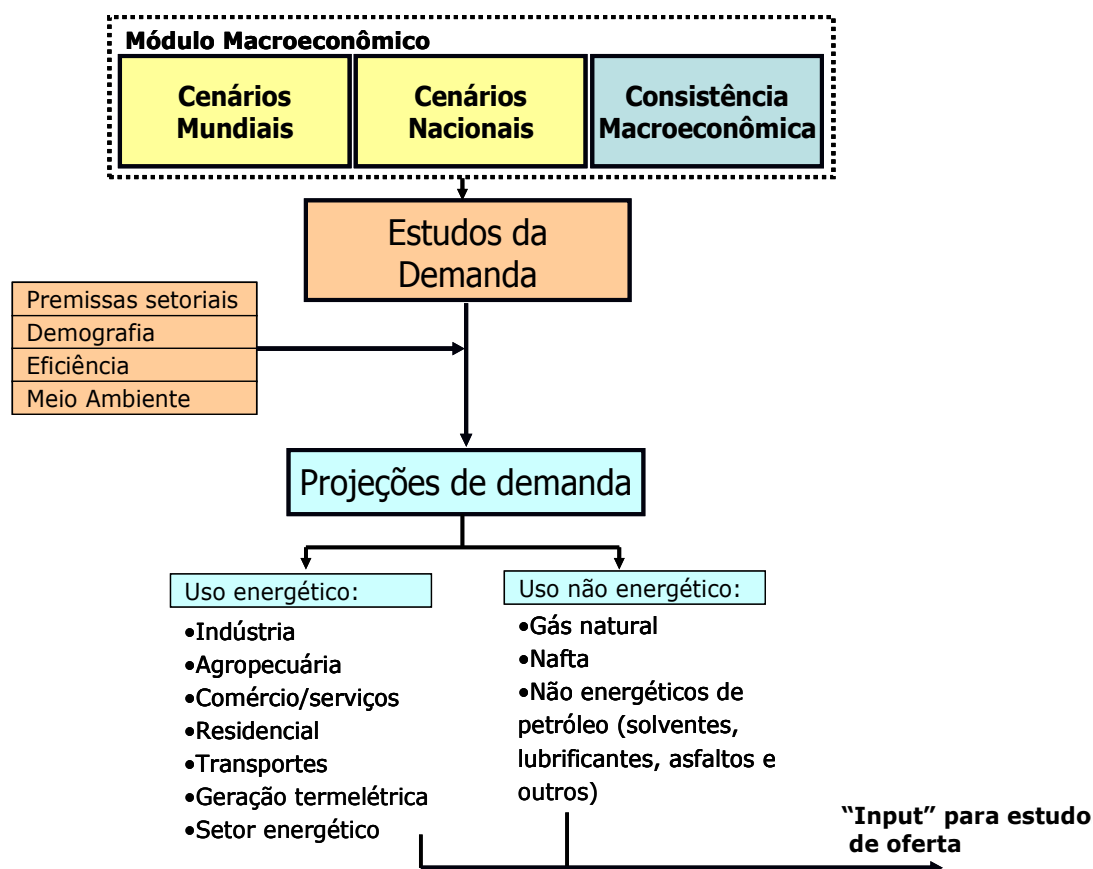 Módulo Macroeconômico
Cenários
Mundiais
Cenários
Nacionais
Consistência
Macroeconômica
Estudos da
Demanda
Premissas setoriais
Demografia
Eficiência
Meio Ambiente
Projeções de demanda
Uso energético:
•Indústria
•Agropecuária
•Comércio/serviços
•Residencial
•Transportes
•Geração termelétrica
•Setor energético
Uso não energético:
•Gás natural
•Nafta
•Não energéticos de
petróleo (solventes,
lubrificantes, asfaltos e
outros)
“Input” para estudo
de oferta